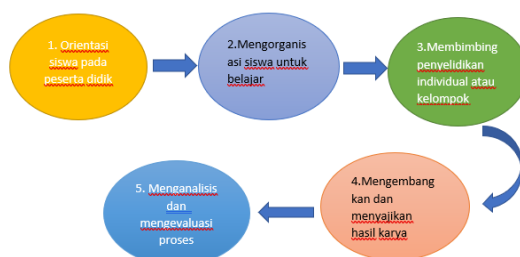 1. Orientasi
siswa pada
peserta didik
2.Mengorganis
asi siswa untuk
belajar
3.Membimbing
penyelidikan
individual atau
kelompok
4.Mengembang
kan dan
menyajikan
hasil karya
5. Menganalisis
dan
mengevaluasi
proses